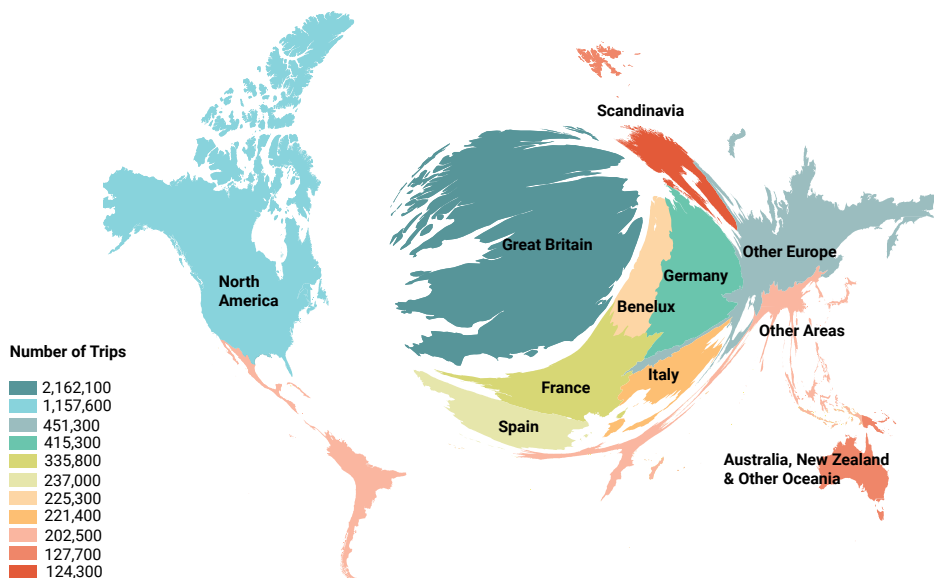 Scandinavia
Great Britain
Other Europe
Germany
North
America
Benelux
Other Areas
Number of Trips
Italy
2,162,100
France
1,157,600
451,300
Spain
415,300
335,800
Australia, New Zealand
& Other Oceania
237,000
225,300
221,400
202,500
127,700
124,300